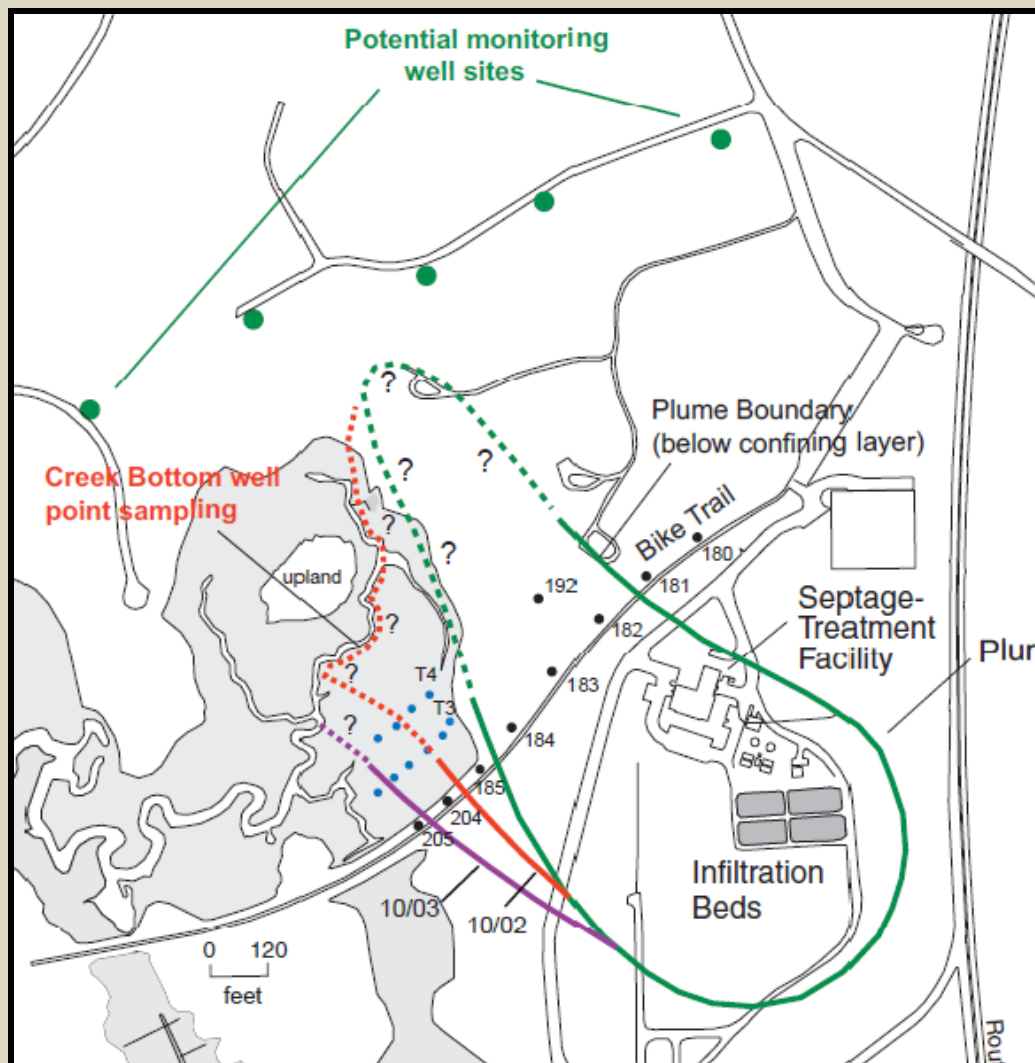 Potential monitoring
well sites
?
Plume Boundary
(below confining layer)
?
?
Creek Bottom well
point sampling
?
?
Bike Trail
180
181
upland
192
182
Septage-
Treatment
Facility
?
Plur
?
T4
183
T3
?
184
185
204
205
Infiltration
Beds
10/03
10/02
0 120
feet
Rou